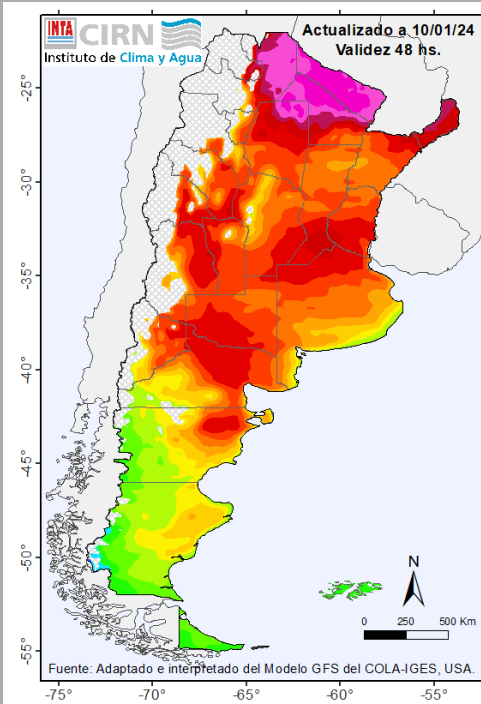 INTA CIRN
Instituto de Clima y Agua
Actualizado a 10/01/24
Validez 48 hs.
-25°
-30°
-35°
-40°
-45°
-50°
-55°
N
0 250 500 Km
Fuente: Adaptado e interpretado del Modelo GFS del COLA-IGES, USA.
-75° -70° -65° -60° -55°